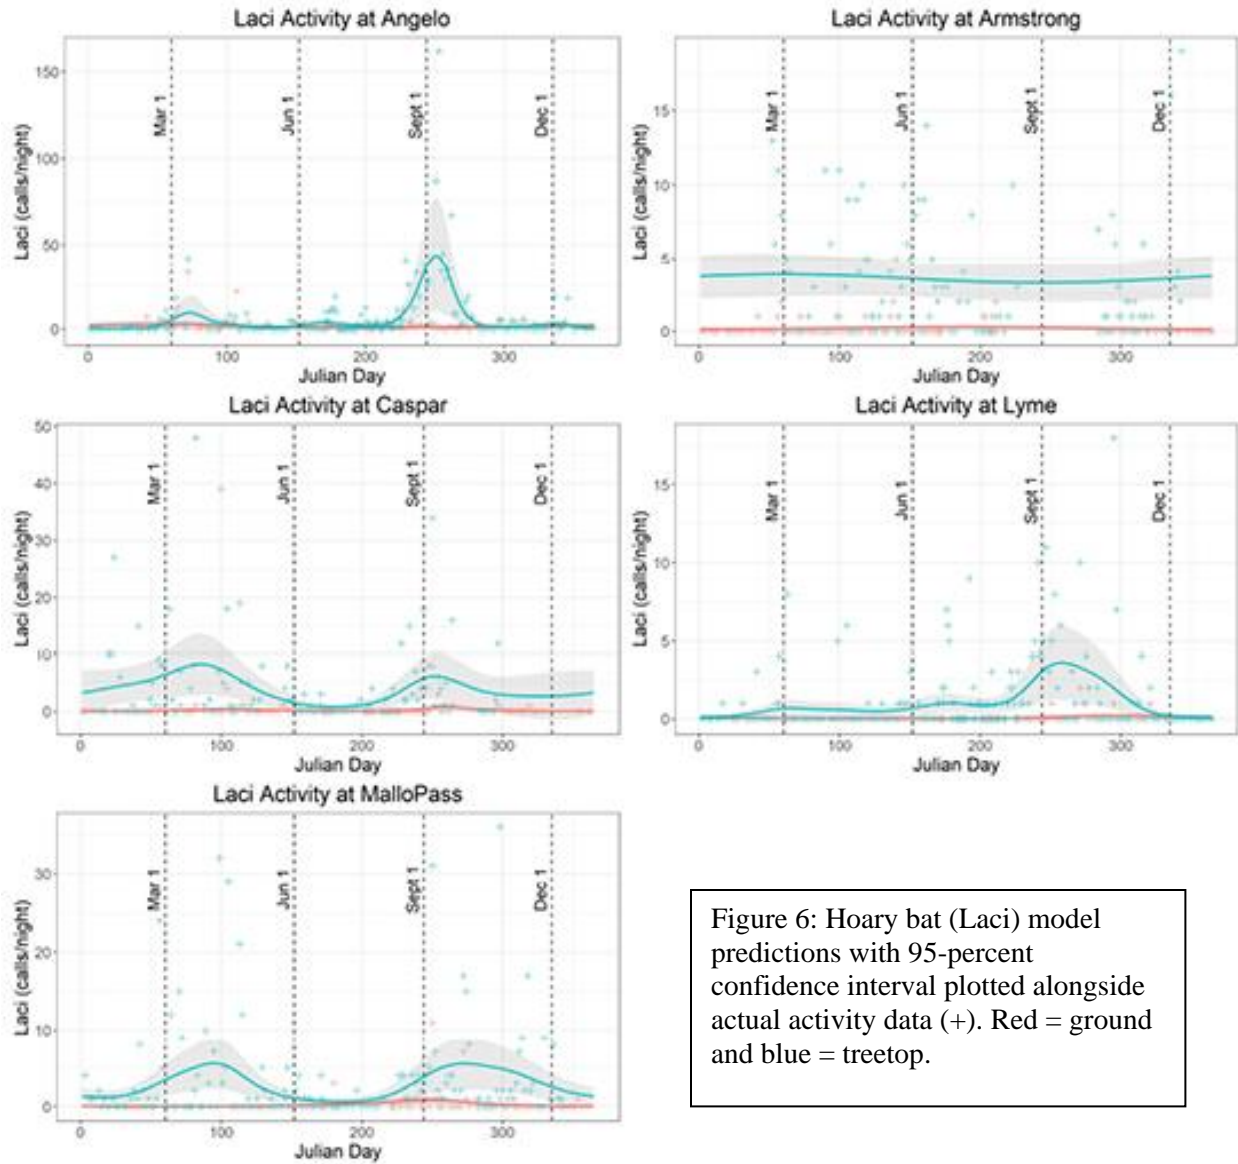 Laci Activity at Angelo
Laci (calls/night)
150
100
50
0
Mar 1
Jun 1
Sept 1
Dec 1
0 100 200 300
Julian Day
Laci Activity at Armstrong
Laci (calls/night)
15
10
5
0
Mar 1
Jun 1
Sept 1
Dec 1
0 100 200 300
Julian Day
Laci Activity at Caspar
Laci (calls/night)
50
40
30
20
10
0
Mar 1
Jun 1
Sept 1
Dec 1
0 100 200 300
Julian Day
Laci Activity at Lyme
Laci (calls/night)
15
10
5
0
Mar 1
Jun 1
Sept 1
Dec 1
0 100 200 300
Julian Day
Laci Activity at MalloPass
Laci (calls/night)
30
20
10
0
Mar 1
Jun 1
Sept 1
Dec 1
0 100 200 300
Julian Day
Figure 6: Hoary bat (Laci) model
predictions with 95-percent
confidence interval plotted alongside
actual activity data (+). Red = ground
and blue = treetop.